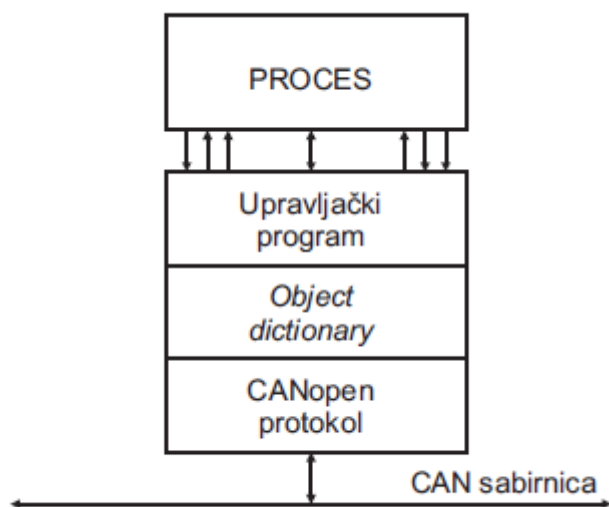 PROCES
Upravljački
program
Object
dictionary
CANopen
protokol
CAN sabirnica